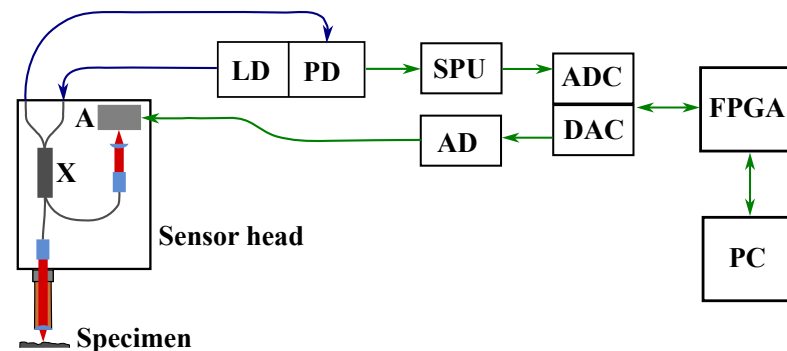 LD
PD
SPU
ADC
DAC
FPGA
A
AD
X
Sensor head
PC
Specimen